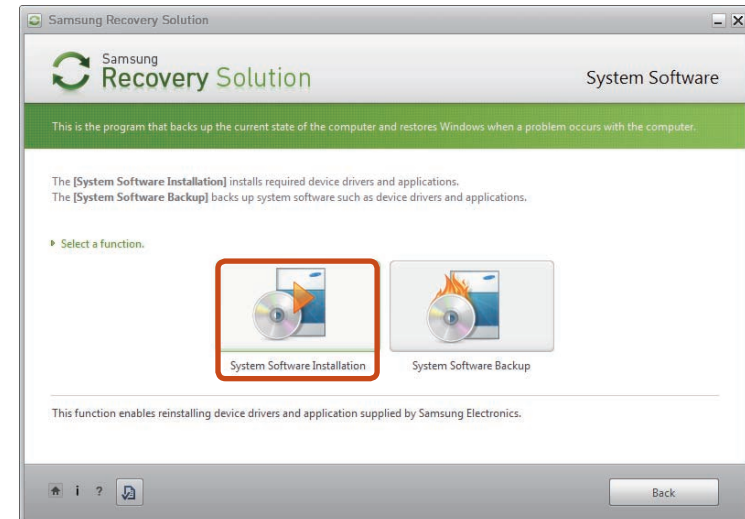 Samsung Recovery Solution
Samsung
Recovery Solution
System Software
This is the program that backs up the current state of the computer and restores Windows when a problem occurs with the computer.
The [System Software Installation] installs required device drivers and applications.
The [System Software Backup] backs up system software such as device drivers and applications.
Select a function.
System Software Installation
System Software Backup
This function enables reinstalling device drivers and application supplied by Samsung Electronics.
i ?
Back